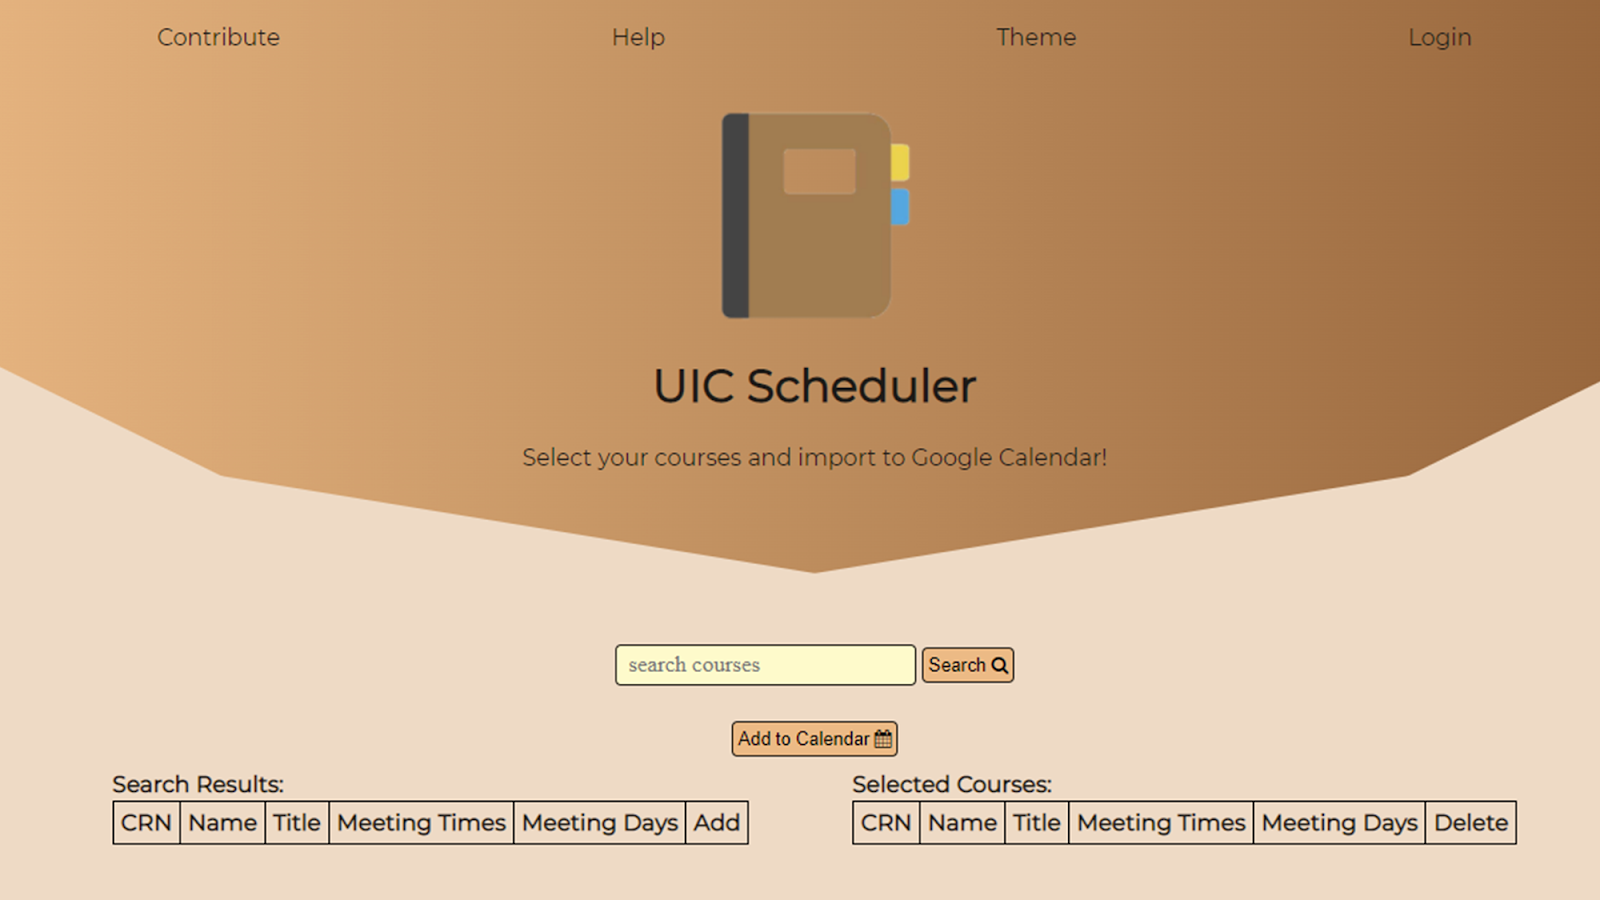 Contribute Help Theme Login
UIC Scheduler
Select your courses and import to Google Calendar!
search courses Search
Add to Calendar
Search Results:
CRN Name Title Meeting Times Meeting Days Add
Selected Courses:
CRN Name Title Meeting Times Meeting Days Delete